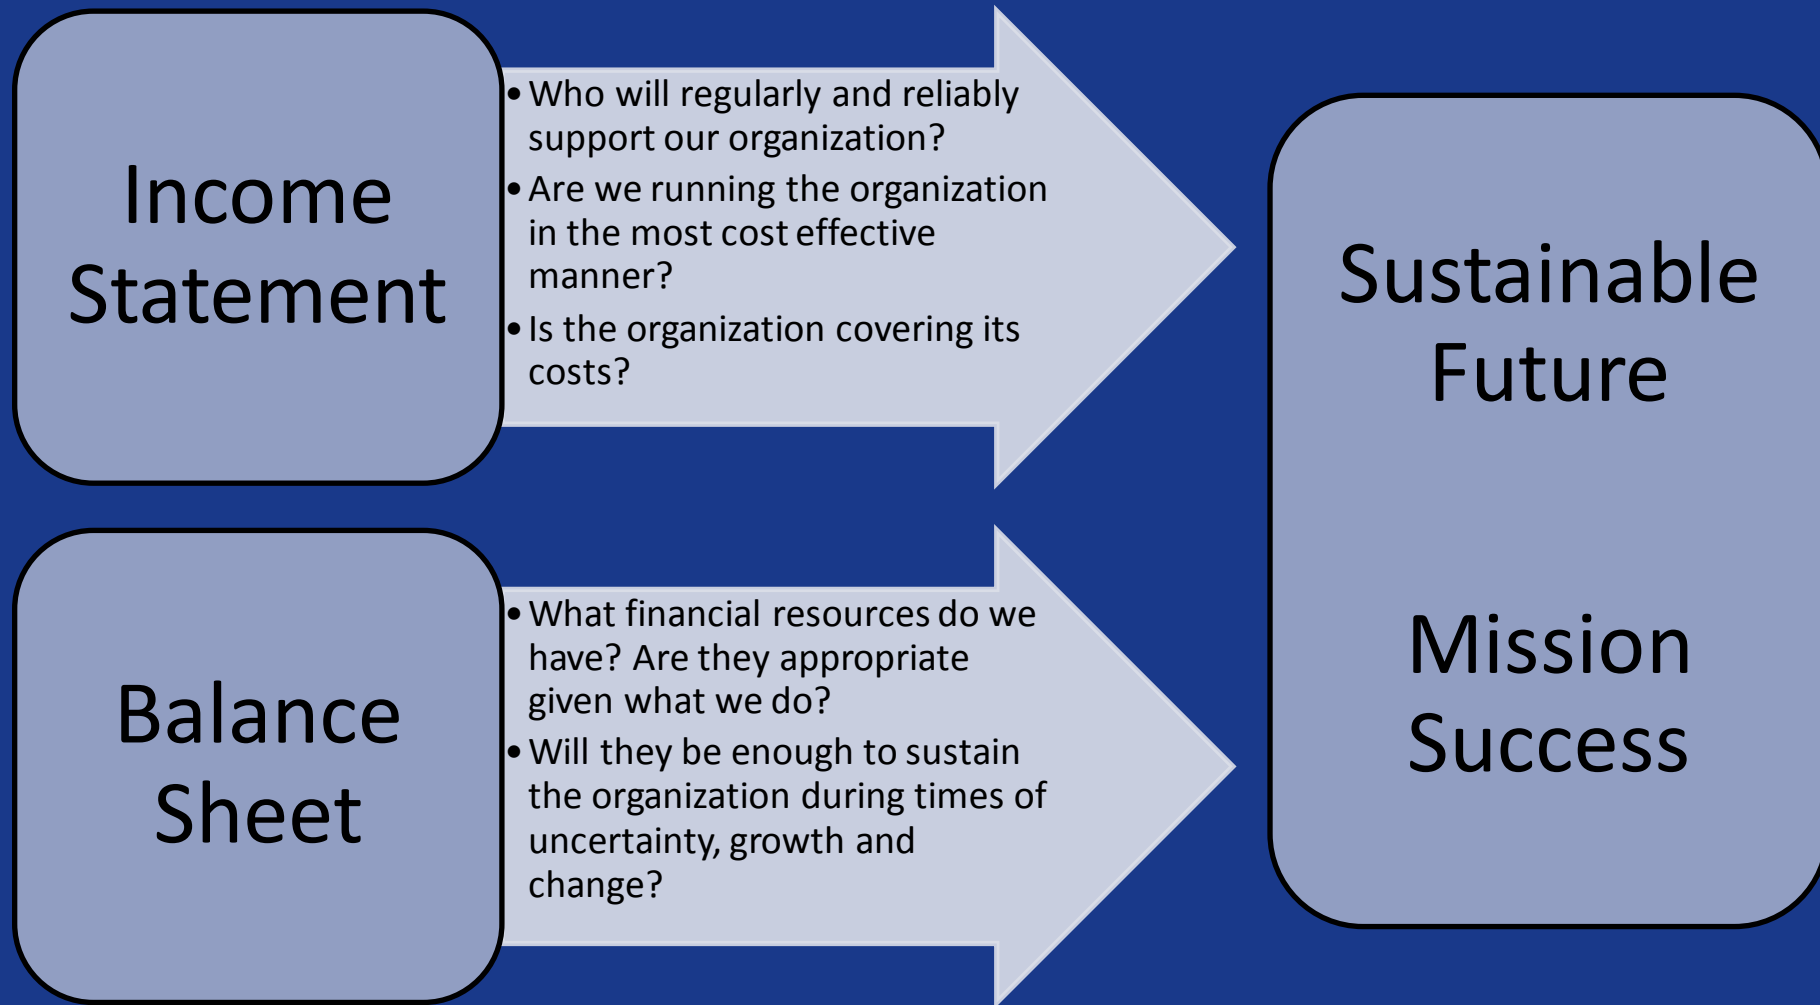 Income
Statement
• Who will regularly and reliably
support our organization?
• Are we running the organization
in the most cost effective
manner?
• Is the organization covering its
costs?
Balance
Sheet
• What financial resources do we
have? Are they appropriate
given what we do?
• Will they be enough to sustain
the organization during times of
uncertainty, growth and
change?
Sustainable
Future
Mission
Success